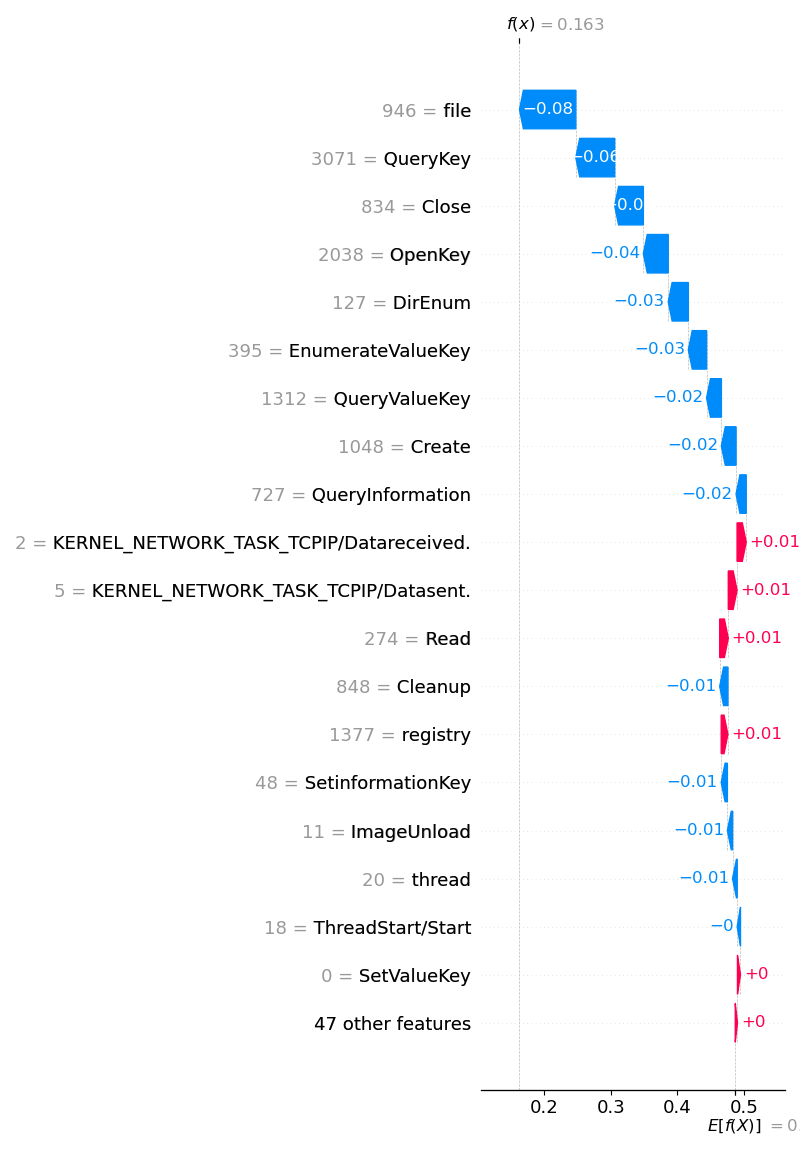 f(x) = 0.163
946 = file −0.08
3071 = QueryKey −0.06
834 = Close −0.0
2038 = OpenKey −0.04
127 = DirEnum −0.03
395 = EnumerateValueKey −0.03
1312 = QueryValueKey −0.02
1048 = Create −0.02
727 = QueryInformation −0.02
2 = KERNEL_NETWORK_TASK_TCPIP/Datareceived. +0.01
5 = KERNEL_NETWORK_TASK_TCPIP/Datasent. +0.01
274 = Read +0.01
848 = Cleanup −0.01
1377 = registry +0.01
48 = SetinformationKey −0.01
11 = ImageUnload −0.01
20 = thread −0.01
18 = ThreadStart/Start −0
0 = SetValueKey +0
47 other features +0
0.2 0.3 0.4 0.5
E[f(X)] = 0.